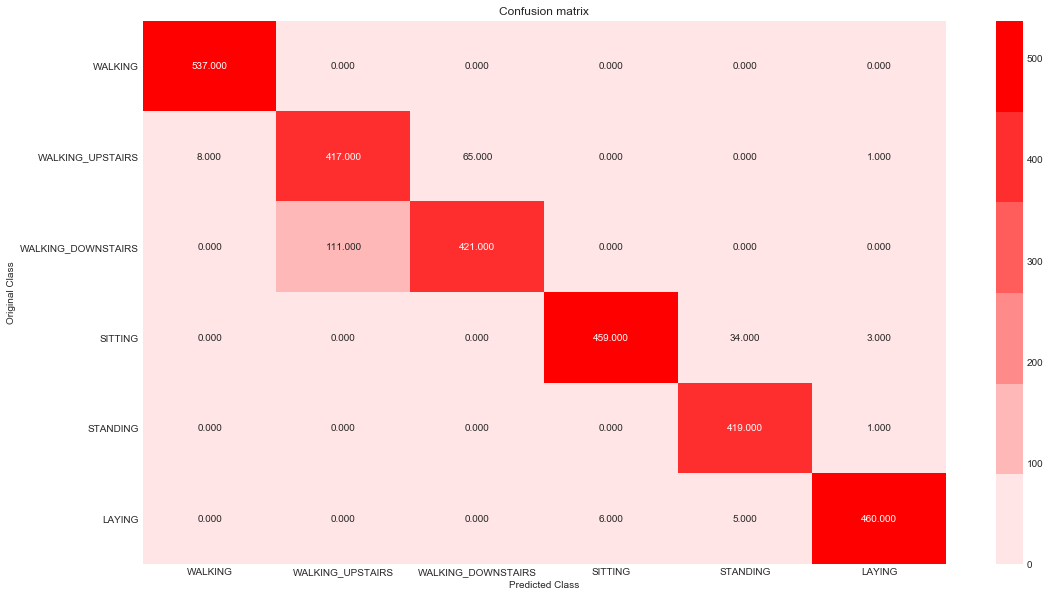 Confusion matrix
WALKING 537.000 0.000 0.000 0.000 0.000 0.000
WALKING_UPSTAIRS 8.000 417.000 65.000 0.000 0.000 1.000
WALKING_DOWNSTAIRS 0.000 111.000 421.000 0.000 0.000 0.000
SITTING 0.000 0.000 0.000 459.000 34.000 3.000
STANDING 0.000 0.000 0.000 0.000 419.000 1.000
LAYING 0.000 0.000 0.000 6.000 5.000 460.000
WALKING WALKING_UPSTAIRS WALKING_DOWNSTAIRS SITTING STANDING LAYING
Predicted Class
Original Class
500
400
300
200
100
0